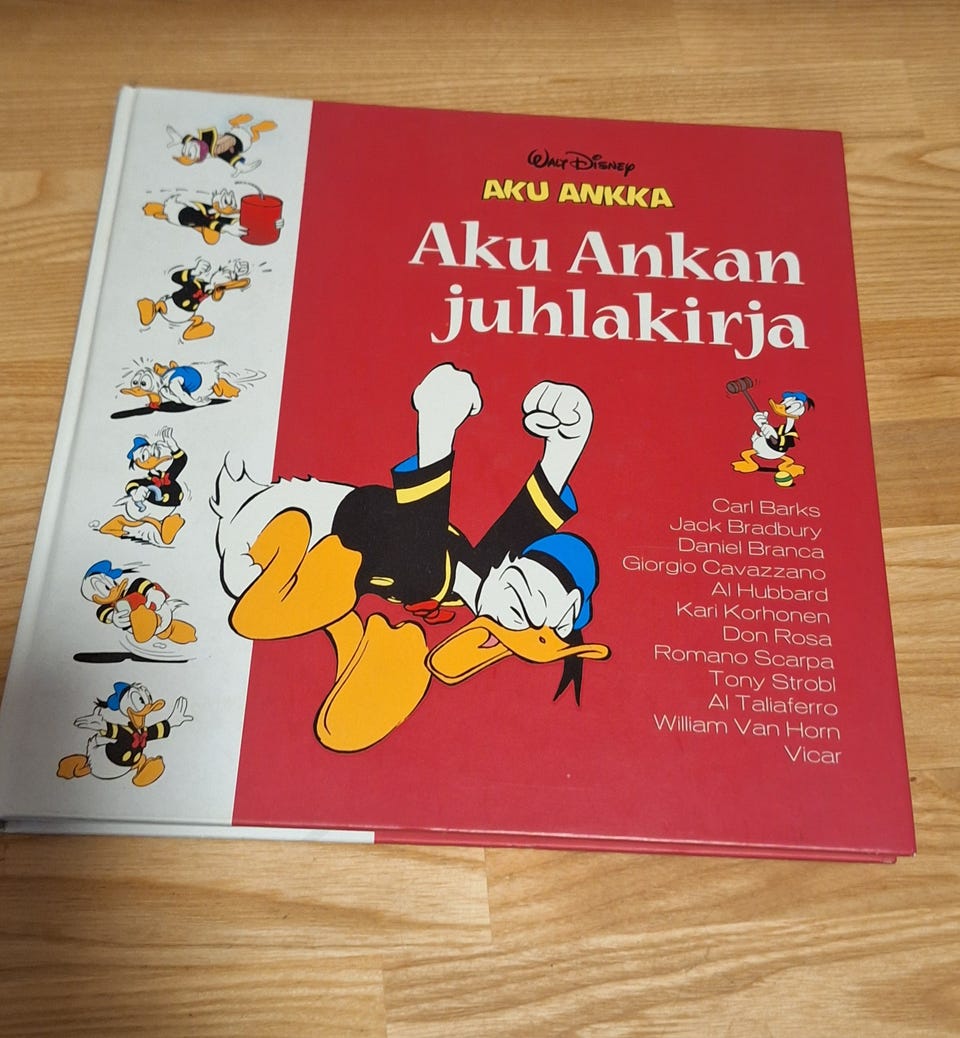 Walt Disney
AKU ANKKA
Aku Ankan
juhlakirja
Carl Barks
Jack Bradbury
Daniel Branca
Giorgio Cavazzano
Al Hubbard
Kari Korhonen
Don Rosa
Romano Scarpa
Tony Strobl
Al Taliaferro
William Van Horn
Vicar